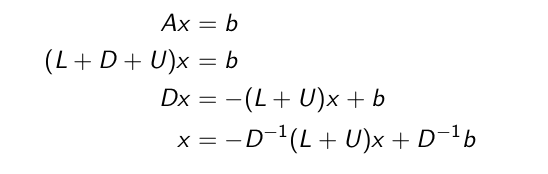 Ax = b
(L + D + U)x = b
Dx = −(L + U)x + b
x = −D⁻¹(L + U)x + D⁻¹b